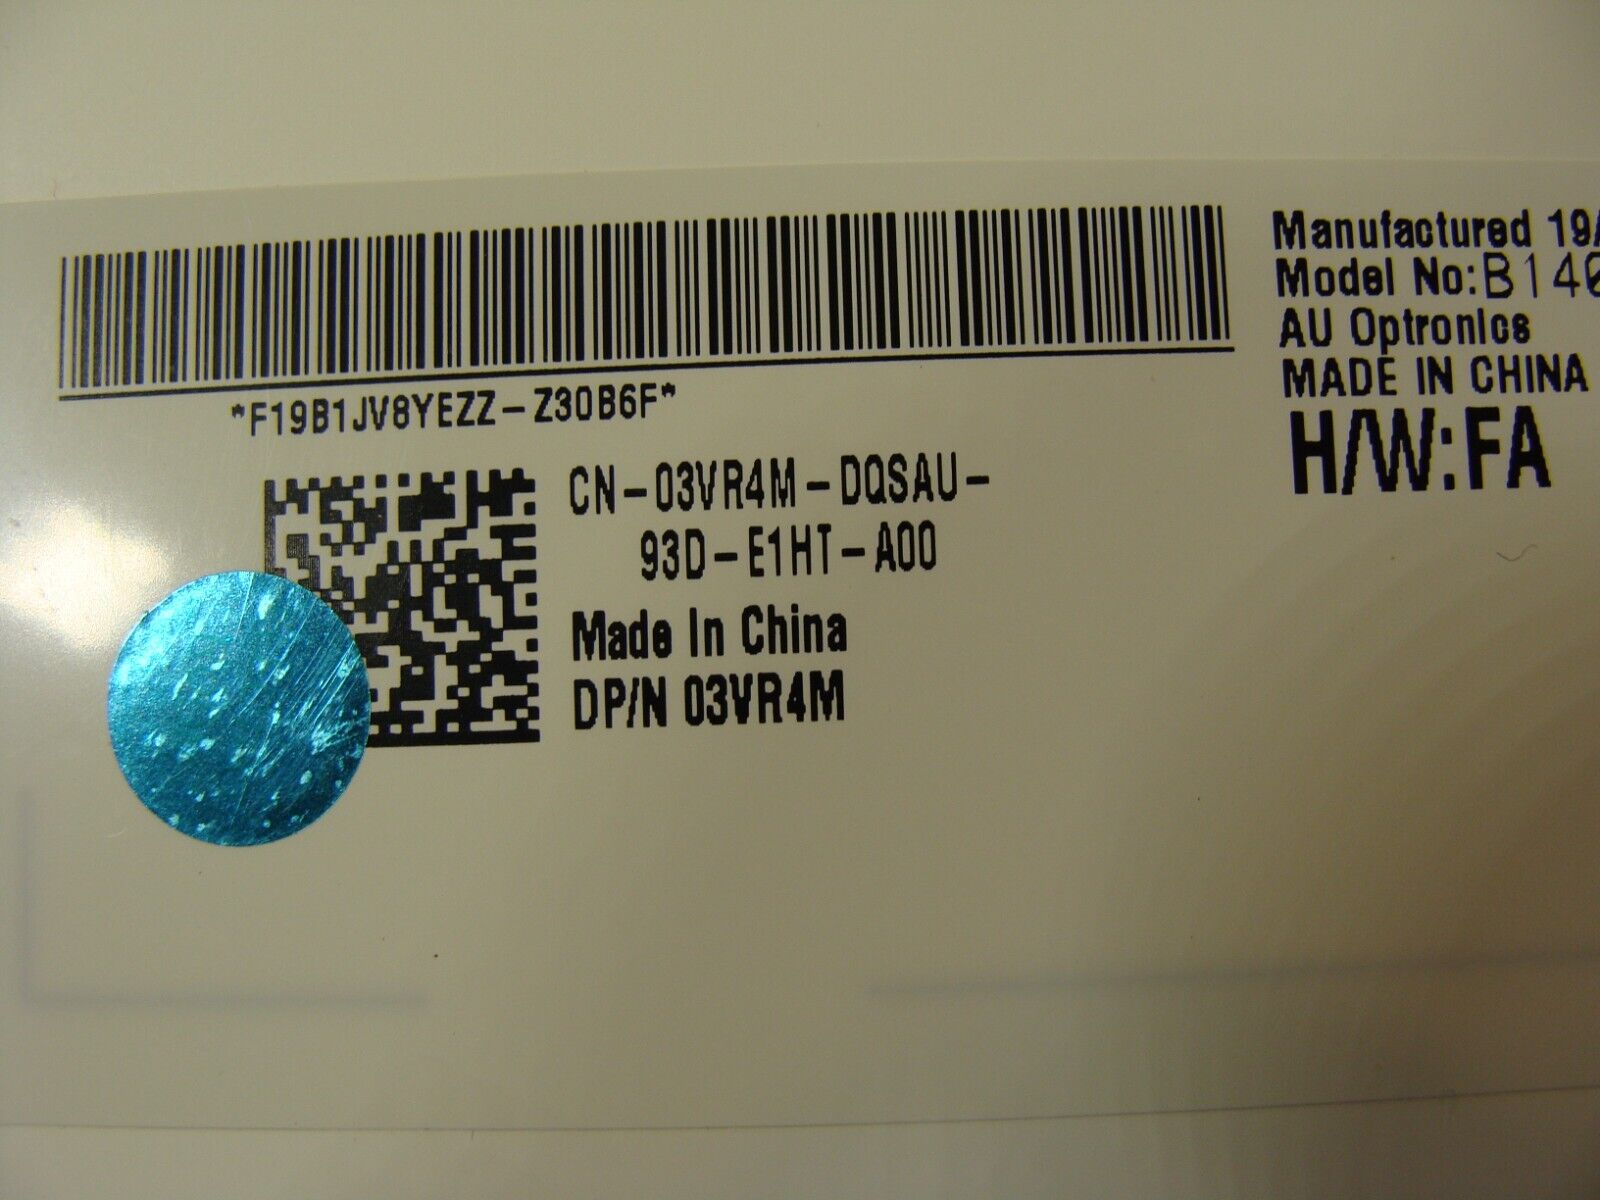 *F19B1JV8YEZZ-Z30B6F*
CN-03VR4M-DQSAU-
93D-E1HT-A00
Made In China
DP/N 03VR4M
Manufactured 19/
Model No:B140
AU Optronics
MADE IN CHINA
H/W:FA